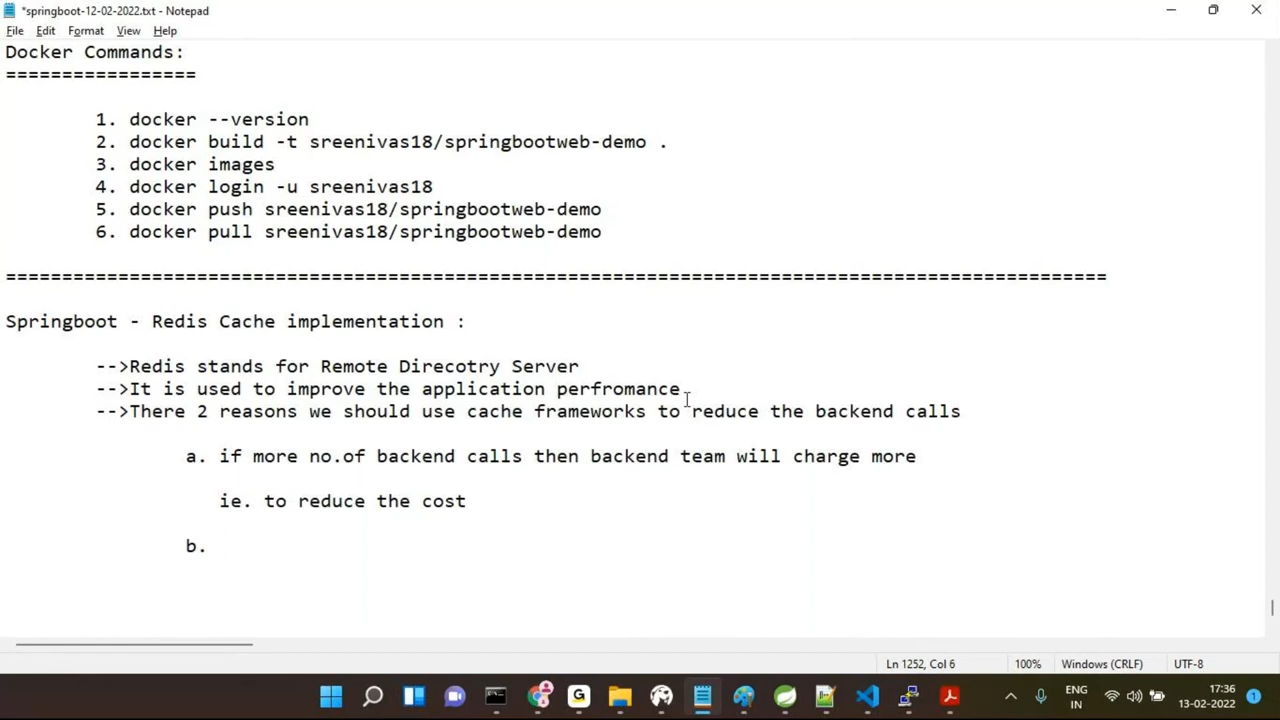 *springboot-12-02-2022.txt - Notepad
File Edit Format View Help
Docker Commands:
=================
1. docker --version
2. docker build -t sreenivas18/springbootweb-demo .
3. docker images
4. docker login -u sreenivas18
5. docker push sreenivas18/springbootweb-demo
6. docker pull sreenivas18/springbootweb-demo
==================================================================================================
Springboot - Redis Cache implementation :
-->Redis stands for Remote Direcotry Server
-->It is used to improve the application perfromance
-->There 2 reasons we should use cache frameworks to reduce the backend calls
a. if more no.of backend calls then backend team will charge more
ie. to reduce the cost
b.
Ln 1252, Col 6 100% Windows (CRLF) UTF-8
ENG
IN
17:36
13-02-2022
1